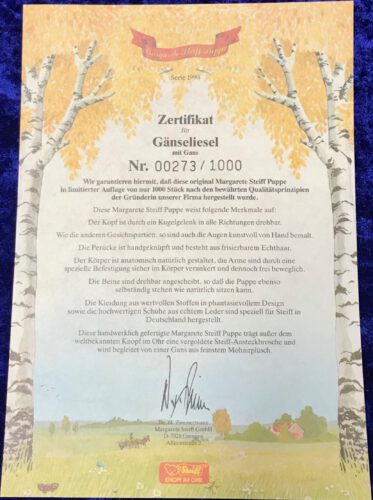 Margarete Steiff Puppe
Serie 1990
Zertifikat
für
Gänseliesel
mit Gans
Nr. 00273/1000
Wir garantieren hiermit, daß diese original Margarete Steiff Puppe
in limitierter Auflage von nur 1000 Stück nach den bewährten Qualitätsprinzipien
der Gründerin unserer Firma hergestellt wurde.
Diese Margarete Steiff Puppe weist folgende Merkmale auf:
Der Kopf ist durch ein Kugelgelenk in alle Richtungen drehbar.
Wie die anderen Gesichtspartien, so sind auch die Augen kunstvoll von Hand bemalt.
Die Perücke ist handgeknüpft und besteht aus frisierbarem Echthaar.
Der Körper ist anatomisch natürlich gestaltet, die Arme sind durch eine
spezielle Befestigung sicher im Körper verankert und dennoch frei beweglich.
Die Beine sind drehbar angescheibt, so daß die Puppe ebenso
selbständig stehen wie natürlich sitzen kann.
Die Kleidung aus wertvollen Stoffen in phantasievollem Design
sowie die hochwertigen Schuhe aus echtem Leder sind speziell für Steiff in
Deutschland hergestellt.
Diese handwerklich gefertigte Margarete Steiff Puppe trägt außer dem
weltbekannten Knopf im Ohr eine vergoldete Steiff-Ansteckbrosche und
wird begleitet von einer Gans aus feinstem Mohairplüsch.
Margarete Steiff GmbH
Steiff
KNOPF IM OHR